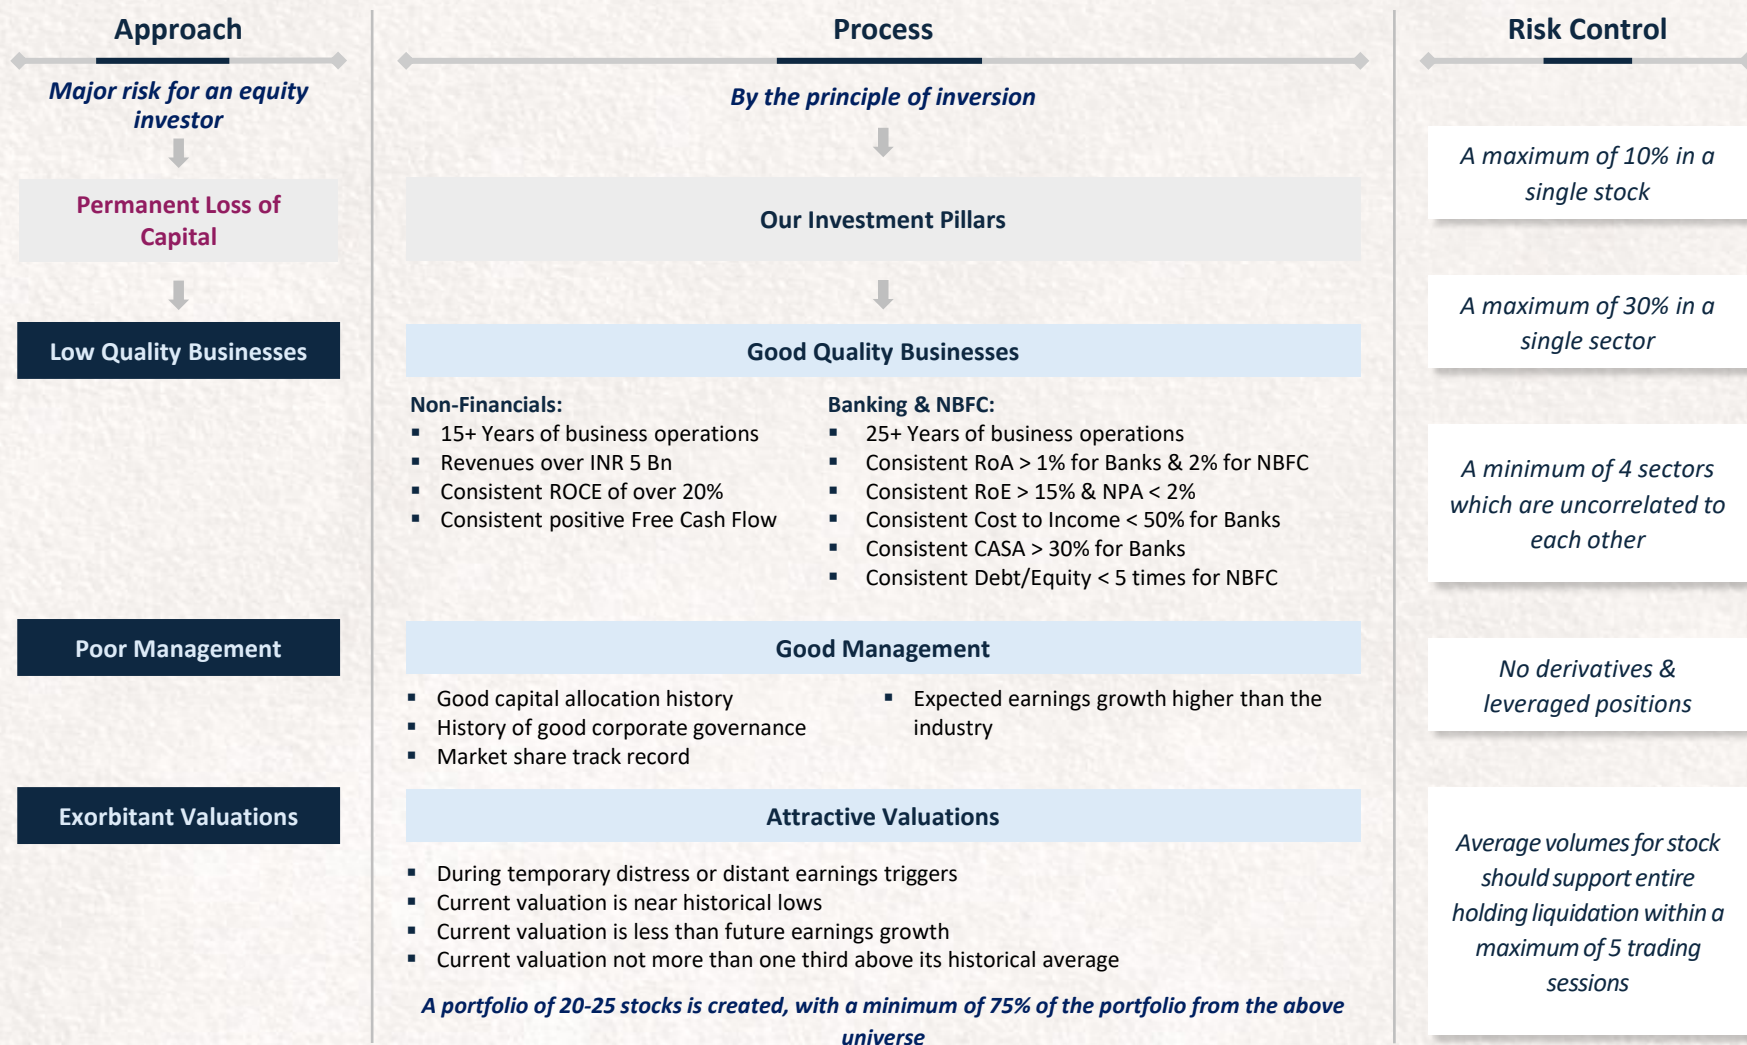 Approach
Major risk for an equity
investor
Permanent Loss of
Capital
Low Quality Businesses
Poor Management
Exorbitant Valuations
Process
By the principle of inversion
Our Investment Pillars
Good Quality Businesses
Non-Financials:
▪ 15+ Years of business operations
▪ Revenues over INR 5 Bn
▪ Consistent ROCE of over 20%
▪ Consistent positive Free Cash Flow
Banking & NBFC:
▪ 25+ Years of business operations
▪ Consistent RoA > 1% for Banks & 2% for NBFC
▪ Consistent RoE > 15% & NPA < 2%
▪ Consistent Cost to Income < 50% for Banks
▪ Consistent CASA > 30% for Banks
▪ Consistent Debt/Equity < 5 times for NBFC
Good Management
▪ Good capital allocation history
▪ History of good corporate governance
▪ Market share track record
▪ Expected earnings growth higher than the
industry
Attractive Valuations
▪ During temporary distress or distant earnings triggers
▪ Current valuation is near historical lows
▪ Current valuation is less than future earnings growth
▪ Current valuation not more than one third above its historical average
A portfolio of 20-25 stocks is created, with a minimum of 75% of the portfolio from the above
universe
Risk Control
A maximum of 10% in a
single stock
A maximum of 30% in a
single sector
A minimum of 4 sectors
which are uncorrelated to
each other
No derivatives &
leveraged positions
Average volumes for stock
should support entire
holding liquidation within a
maximum of 5 trading
sessions